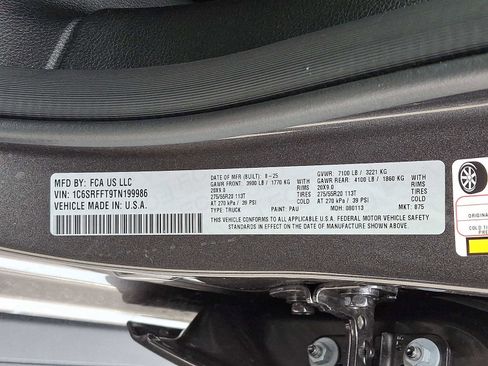 MFD BY: FCA US LLC
VIN: 1C6SRFFT9TN199986
VEHICLE MADE IN: U.S.A.
DATE OF MFR (BUILT) 8-25 GVWR: 7100 LB / 3221 KG
GAWR FRONT: 3900 LB / 1770 KG GAWR REAR: 4100 LB / 1860 KG
20X9.0 RIMS 20X9.0 RIMS
275/55R20 113T TIRES 275/55R20 113T TIRES
AT 270 kPa / 39 PSI COLD AT 270 kPa / 39 PSI COLD
TYPE: TRUCK PAINT: PAU MDH: 080113 MKT: 875
THIS VEHICLE CONFORMS TO ALL APPLICABLE U.S.A. FEDERAL MOTOR VEHICLE SAFETY
STANDARDS IN EFFECT ON THE DATE OF MANUFACTURE SHOWN ABOVE.
ORIGINAL
COLD